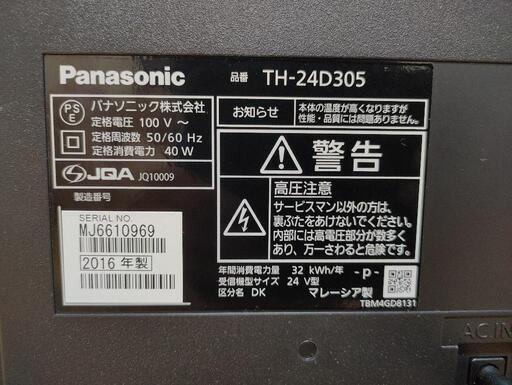 Panasonic
品番 TH-24D305
PS
E
パナソニック株式会社
定格電圧 100 V ~
定格周波数 50/60 Hz
定格消費電力 40 W
JQA JQ10009
製造番号
SERIAL NO
MJ6610969
2016 年製
お知らせ
本体の温度が高くなりますが
性能・品質には問題ありません。
警告
高圧注意
サービスマン以外の方は、
裏ぶたをあけないでください。
内部には高電圧部分が数多く
あり、万一さわると危険です。
年間消費電力量 32 kWh/年
受信機型サイズ 24 V型
区分名 DK
-p-
マレーシア製
TBM4GD8131
AC IN